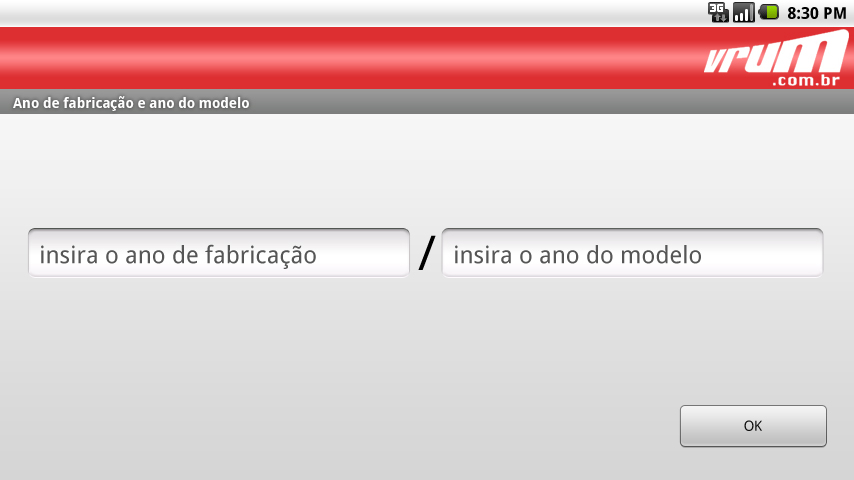 3G 8:30 PM
vrum
.com.br
Ano de fabricação e ano do modelo
insira o ano de fabricação / insira o ano do modelo
OK